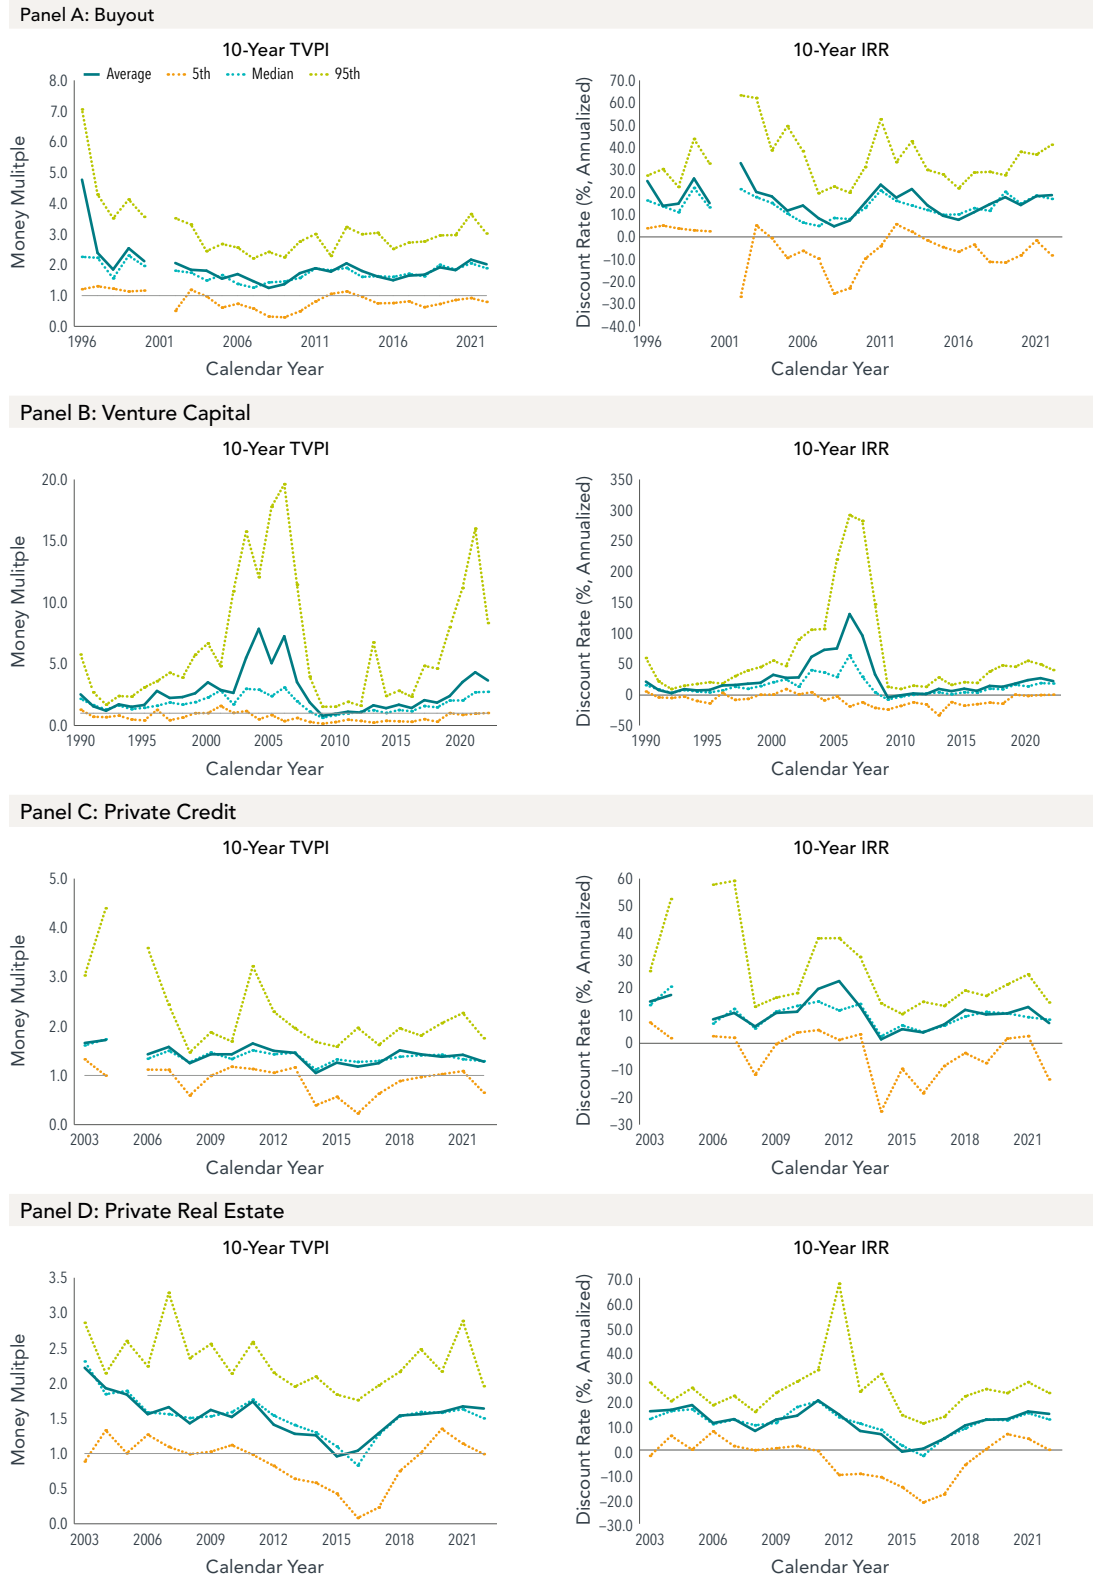 Panel A: Buyout
10-Year TVPI
Average 5th Median 95th
Money Mulitple
8.0
7.0
6.0
5.0
4.0
3.0
2.0
1.0
0.0
1996 2001 2006 2011 2016 2021
Calendar Year
10-Year IRR
Discount Rate (%, Annualized)
70.0
60.0
50.0
40.0
30.0
20.0
10.0
0.0
−10.0
−20.0
−30.0
−40.0
1996 2001 2006 2011 2016 2021
Calendar Year
Panel B: Venture Capital
10-Year TVPI
Money Mulitple
20.0
15.0
10.0
5.0
0.0
1990 1995 2000 2005 2010 2015 2020
Calendar Year
10-Year IRR
Discount Rate (%, Annualized)
350
300
250
200
150
100
50
0
−50
1990 1995 2000 2005 2010 2015 2020
Calendar Year
Panel C: Private Credit
10-Year TVPI
Money Mulitple
5.0
4.0
3.0
2.0
1.0
0.0
2003 2006 2009 2012 2015 2018 2021
Calendar Year
10-Year IRR
Discount Rate (%, Annualized)
60
50
40
30
20
10
0
−10
−20
−30
2003 2006 2009 2012 2015 2018 2021
Calendar Year
Panel D: Private Real Estate
10-Year TVPI
Money Mulitple
3.5
3.0
2.5
2.0
1.5
1.0
0.5
0.0
2003 2006 2009 2012 2015 2018 2021
Calendar Year
10-Year IRR
Discount Rate (%, Annualized)
70.0
60.0
50.0
40.0
30.0
20.0
10.0
0.0
−10.0
−20.0
−30.0
2003 2006 2009 2012 2015 2018 2021
Calendar Year